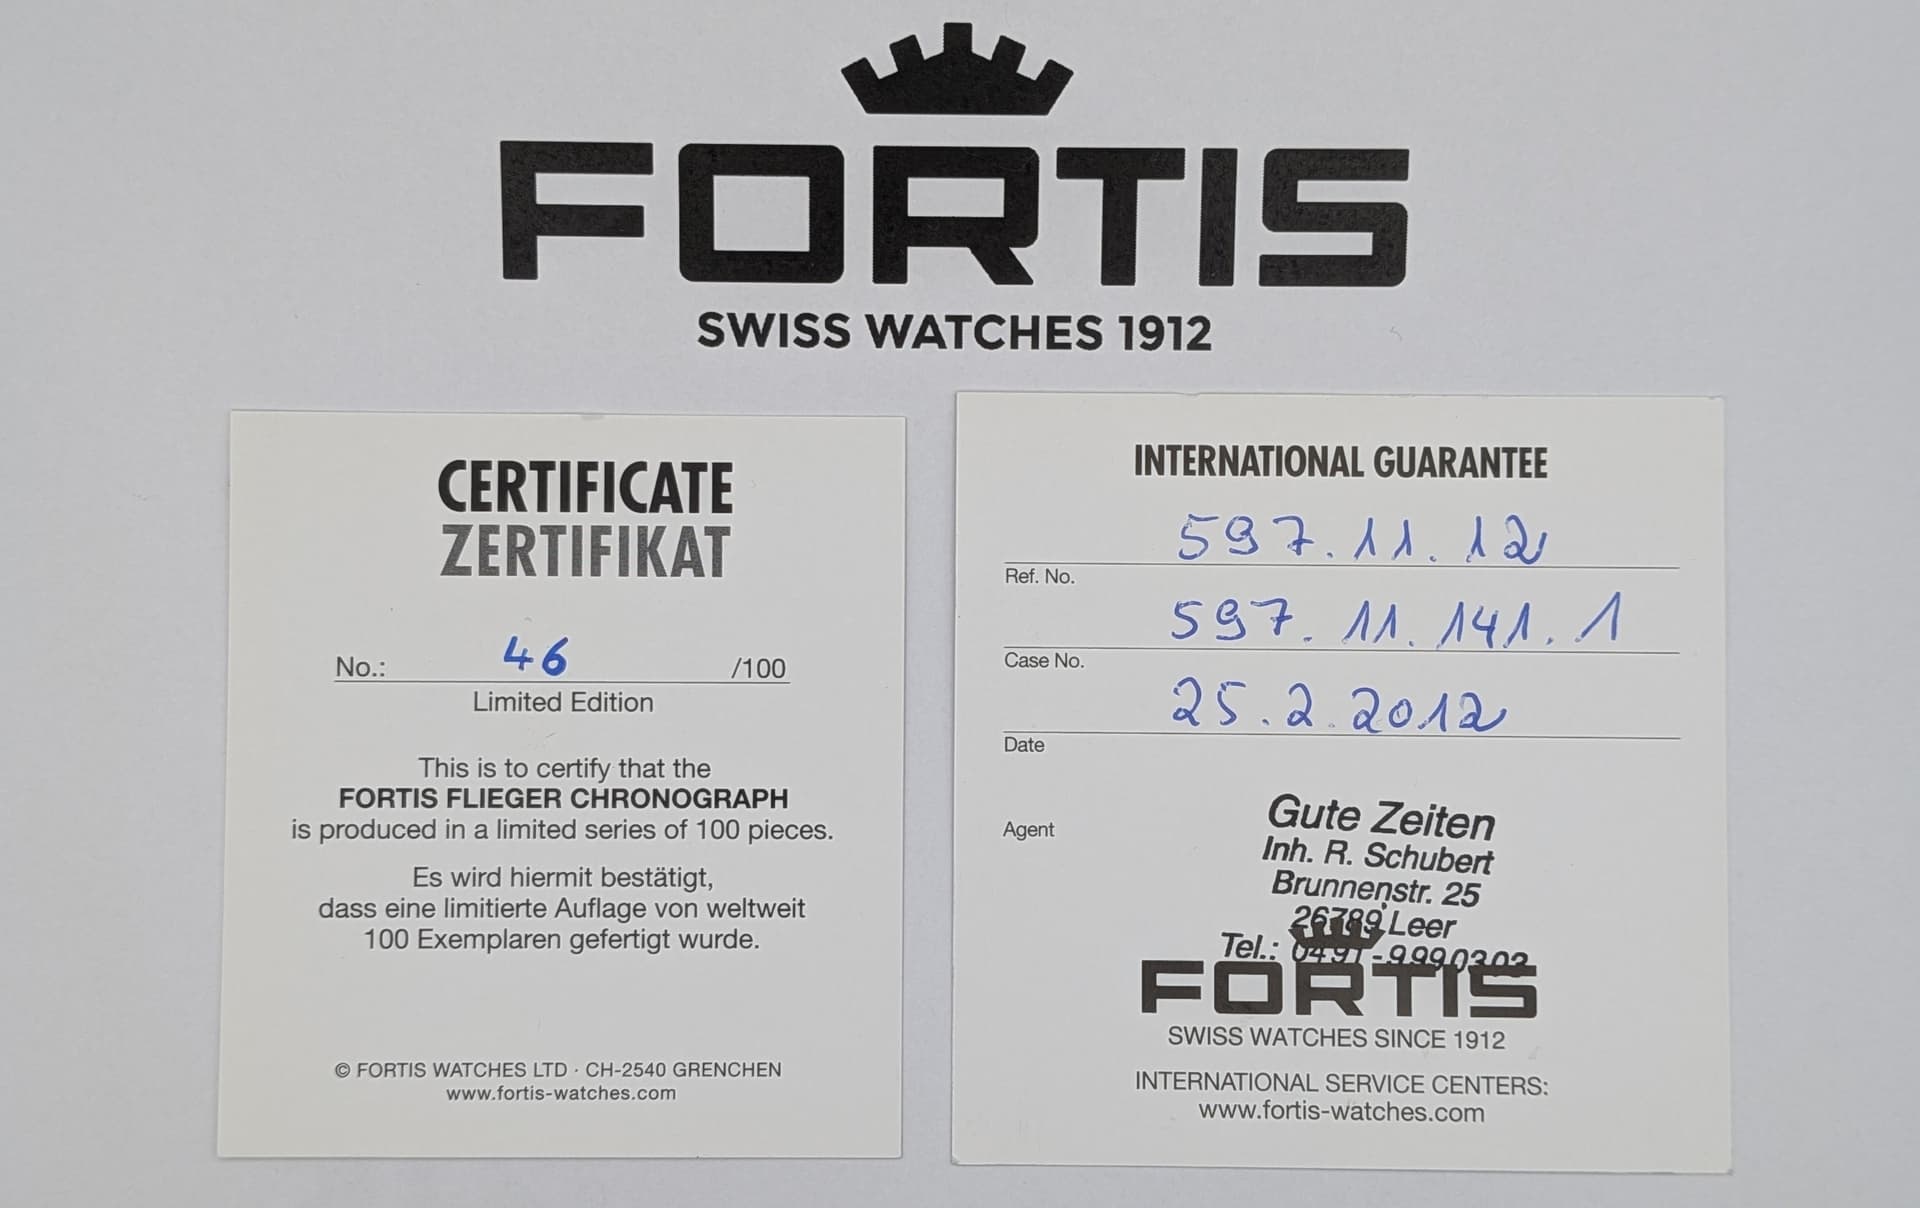 FORTIS
SWISS WATCHES 1912
CERTIFICATE
ZERTIFIKAT
No.: 46 /100
Limited Edition
This is to certify that the
FORTIS FLIEGER CHRONOGRAPH
is produced in a limited series of 100 pieces.
Es wird hiermit bestätigt,
dass eine limitierte Auflage von weltweit
100 Exemplaren gefertigt wurde.
© FORTIS WATCHES LTD · CH-2540 GRENCHEN
www.fortis-watches.com
INTERNATIONAL GUARANTEE
597.11.12
Ref. No.
597.11.141.1
Case No.
25.2.2012
Date
Agent
Gute Zeiten
Inh. R. Schubert
Brunnenstr. 25
26789 Leer
Tel.: 0491-9990303
FORTIS
SWISS WATCHES SINCE 1912
INTERNATIONAL SERVICE CENTERS:
www.fortis-watches.com